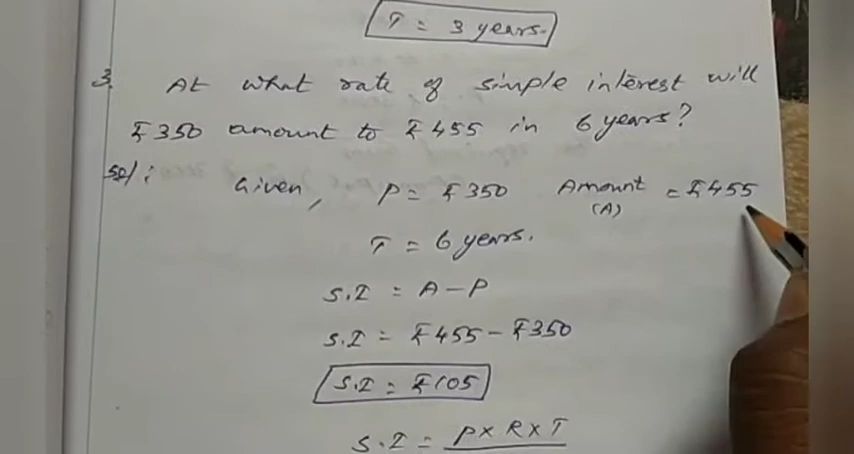 T = 3 years.
3. At what rate of simple interest will
₹350 amount to ₹455 in 6 years?
Sol:
Given, P = ₹350 Amount (A) = ₹455
T = 6 years.
S.I = A - P
S.I = ₹455 - ₹350
S.I = ₹105
S.I = P x R x T